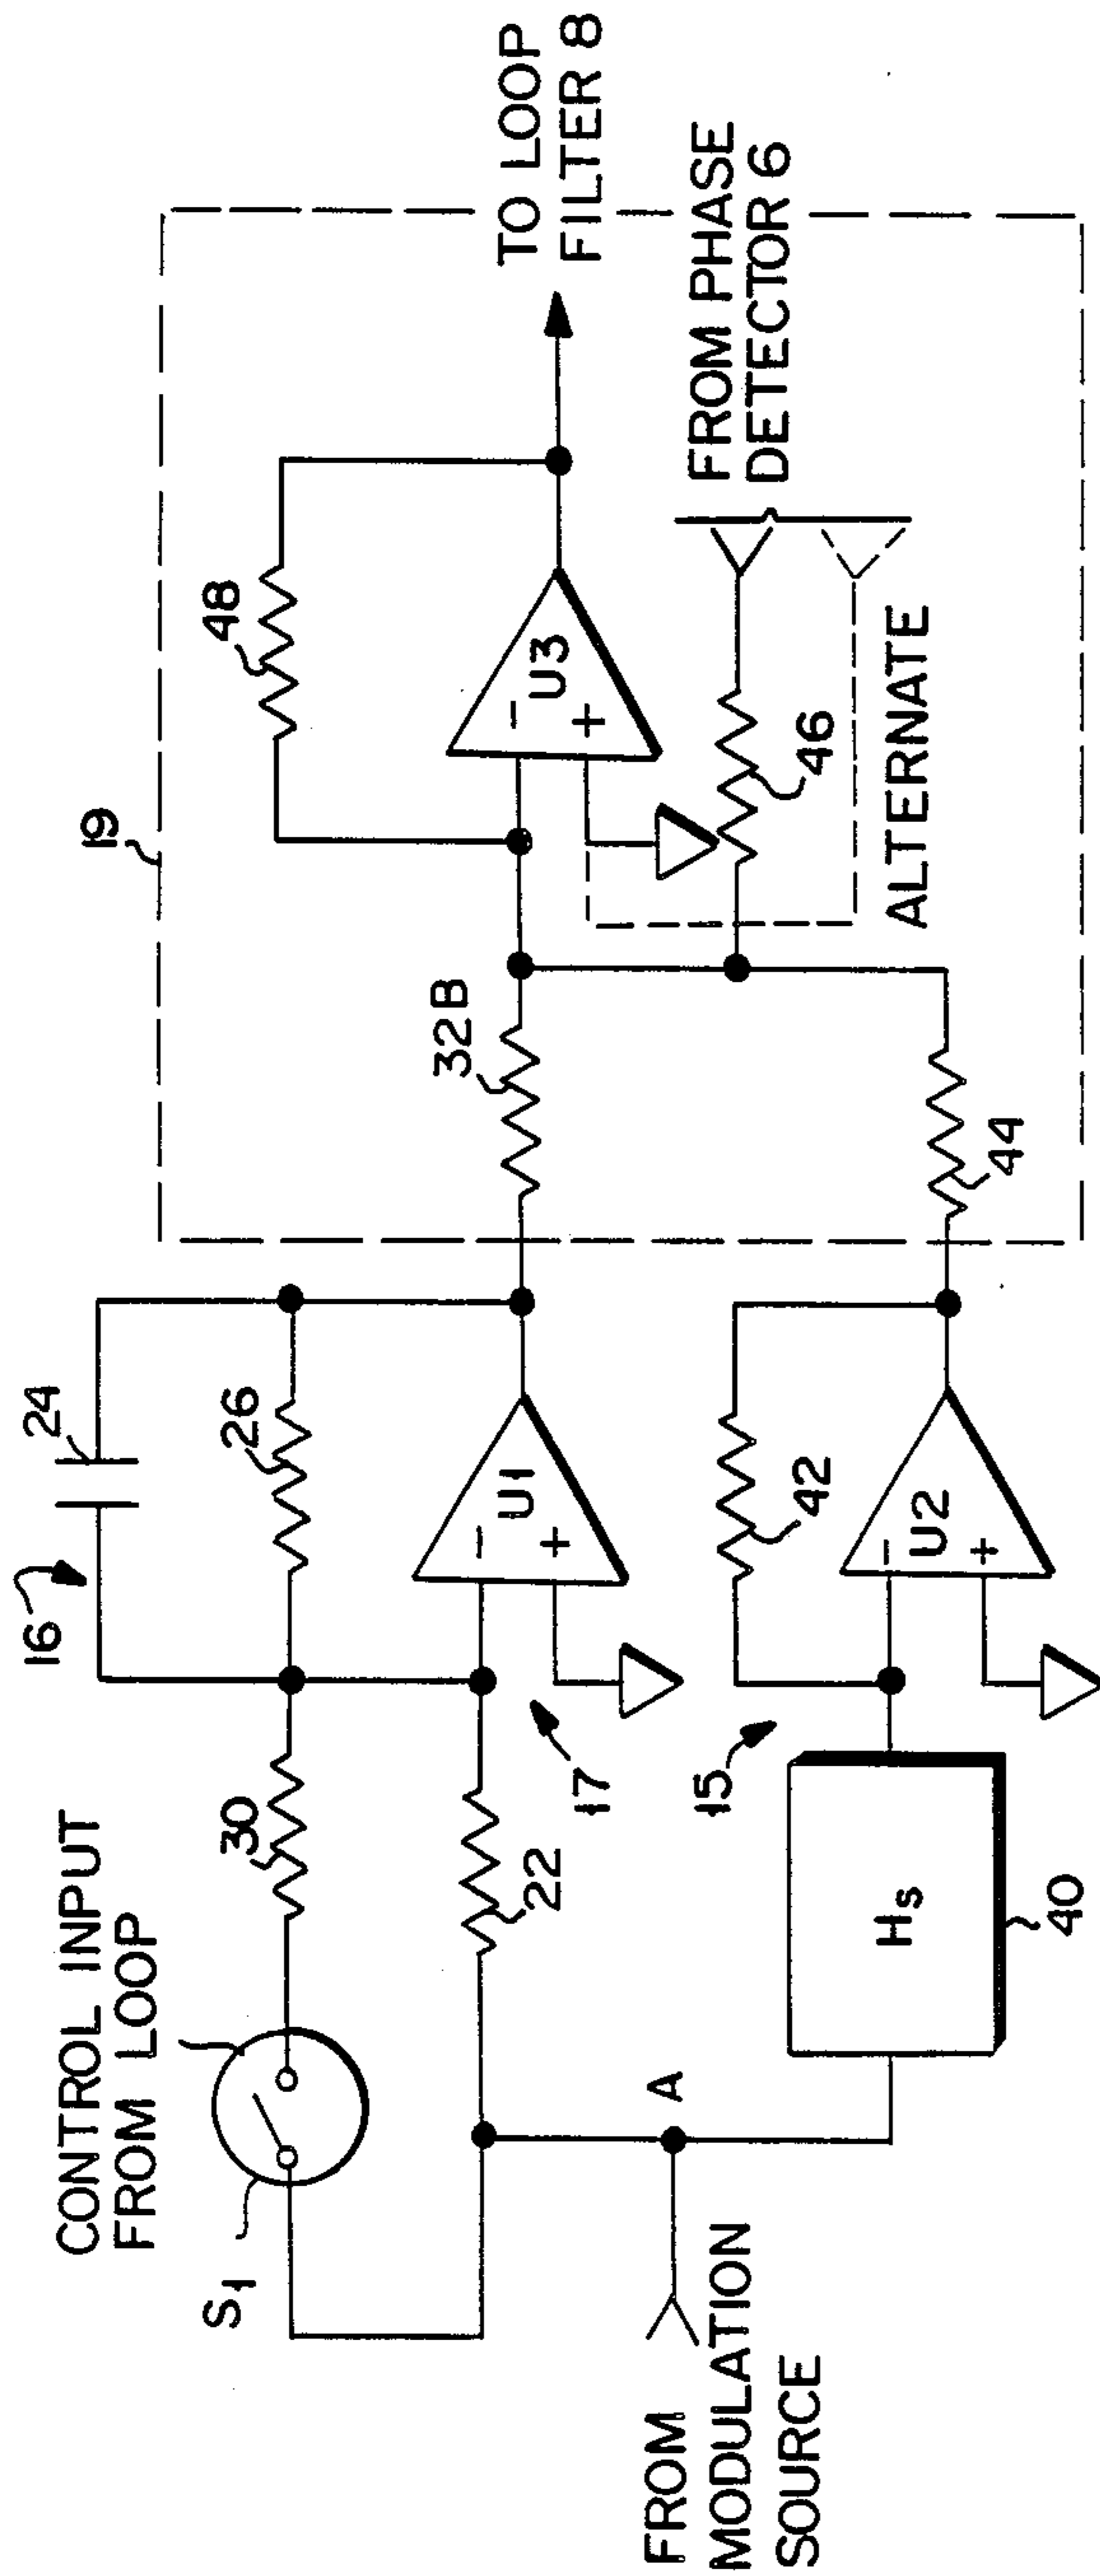 19
TO LOOP
FILTER 8
48
U3
−
+
FROM PHASE
DETECTOR 6
46
ALTERNATE
32B
44
16
24
26
U1
−
+
17
42
U2
−
+
15
CONTROL INPUT
FROM LOOP
30
22
S1
Hs
40
A
FROM
MODULATION
SOURCE